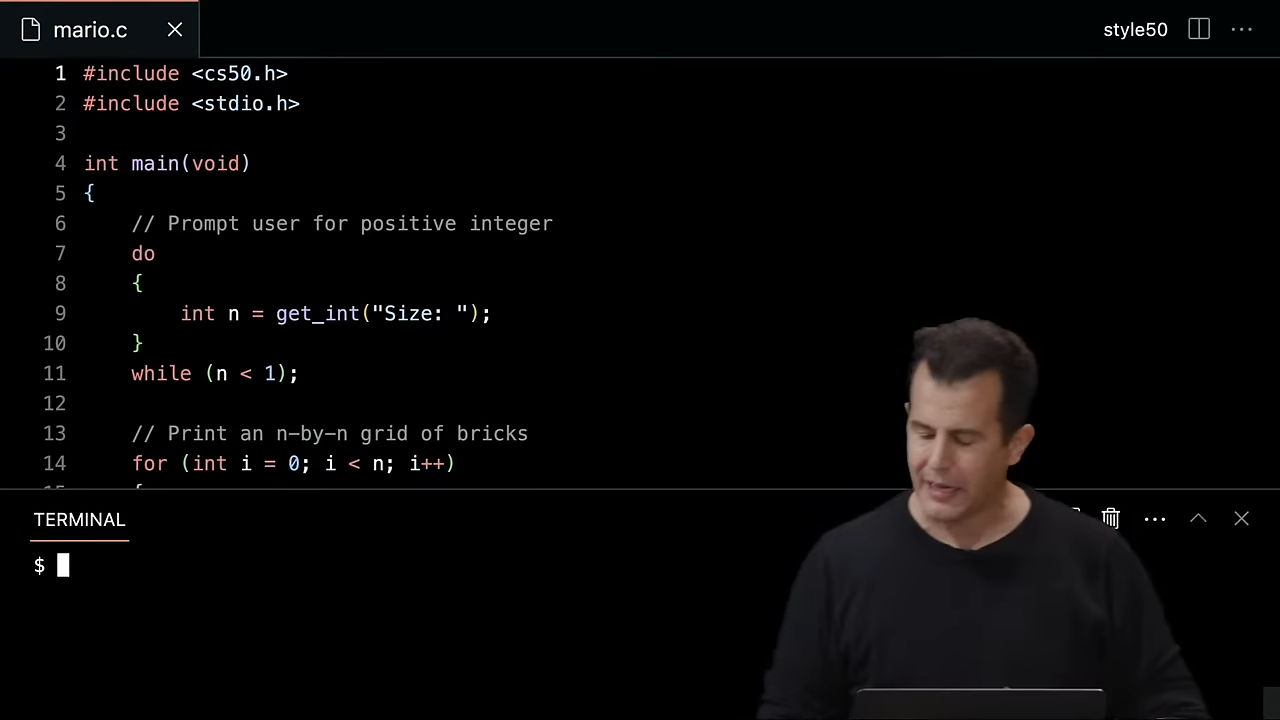 mario.c
style50
1 #include <cs50.h>
2 #include <stdio.h>
3
4 int main(void)
5 {
6     // Prompt user for positive integer
7     do
8     {
9         int n = get_int("Size: ");
10     }
11     while (n < 1);
12
13     // Print an n-by-n grid of bricks
14     for (int i = 0; i < n; i++)
TERMINAL
$